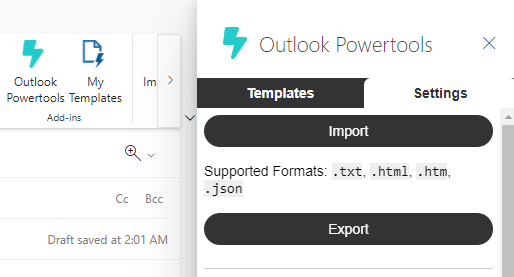 Outlook Powertools
My Templates
Im
Add-ins
Cc Bcc
Draft saved at 2:01 AM
Outlook Powertools
Templates Settings
Import
Supported Formats: .txt, .html, .htm,
.json
Export